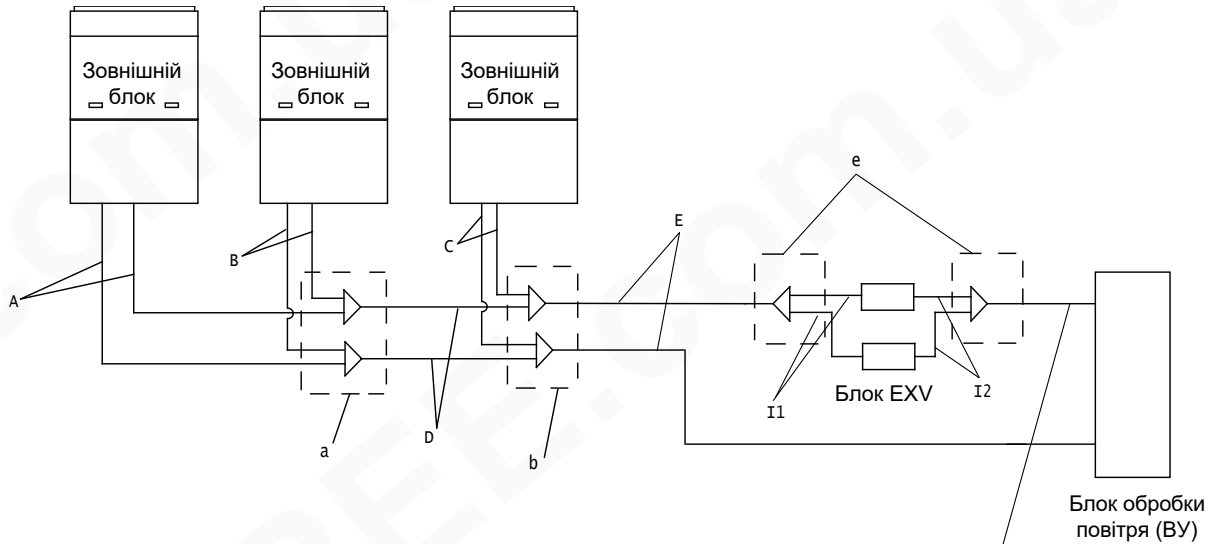 Зовнішній
блок
Зовнішній
блок
Зовнішній
блок
e
E
B
C
A
I1
Блок EXV
I2
D
a
b
Блок обробки
повітря (ВУ)